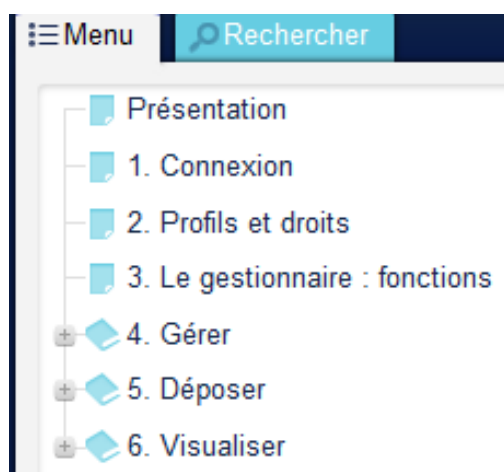 Menu
Rechercher
Présentation
1. Connexion
2. Profils et droits
3. Le gestionnaire : fonctions
4. Gérer
5. Déposer
6. Visualiser